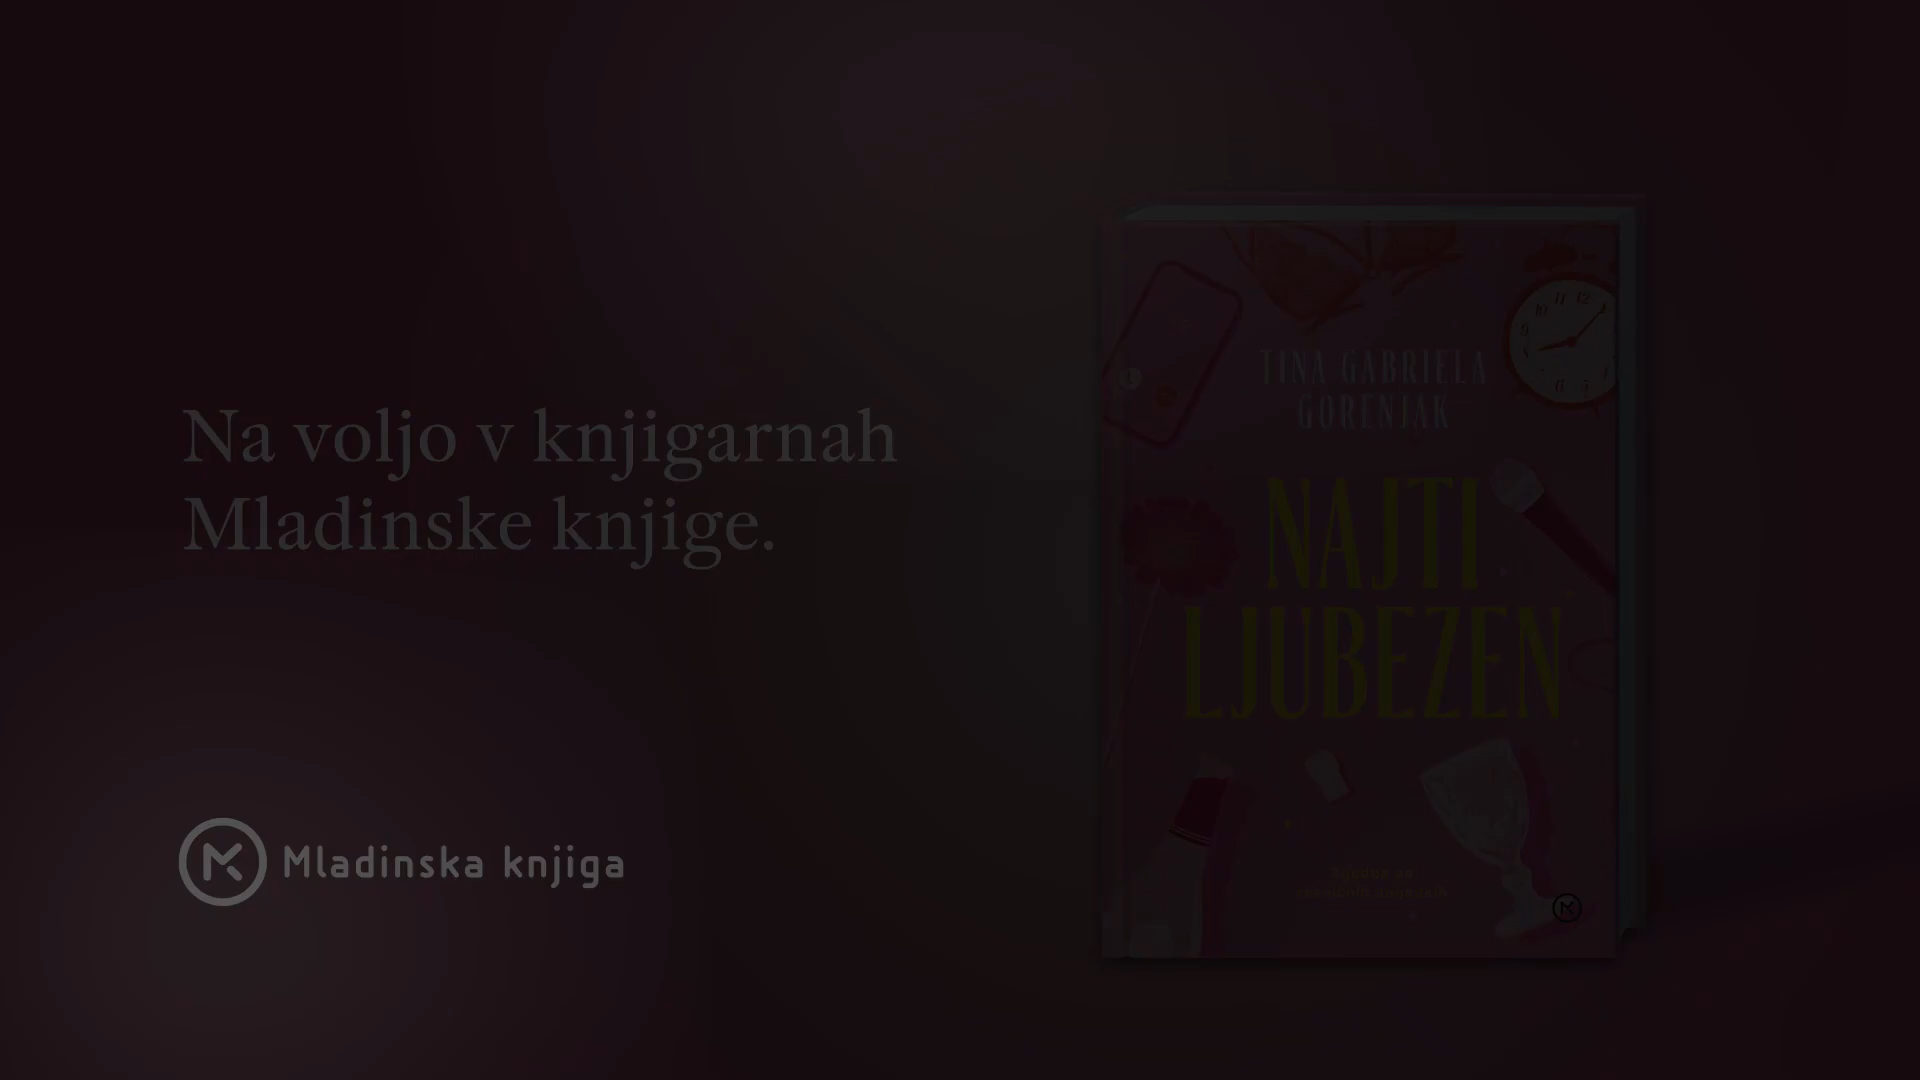 Na voljo v knjigarnah
Mladinske knjige.
Mladinska knjiga
TINA GABRIELA
GORENJAK
NAJTI
LJUBEZEN